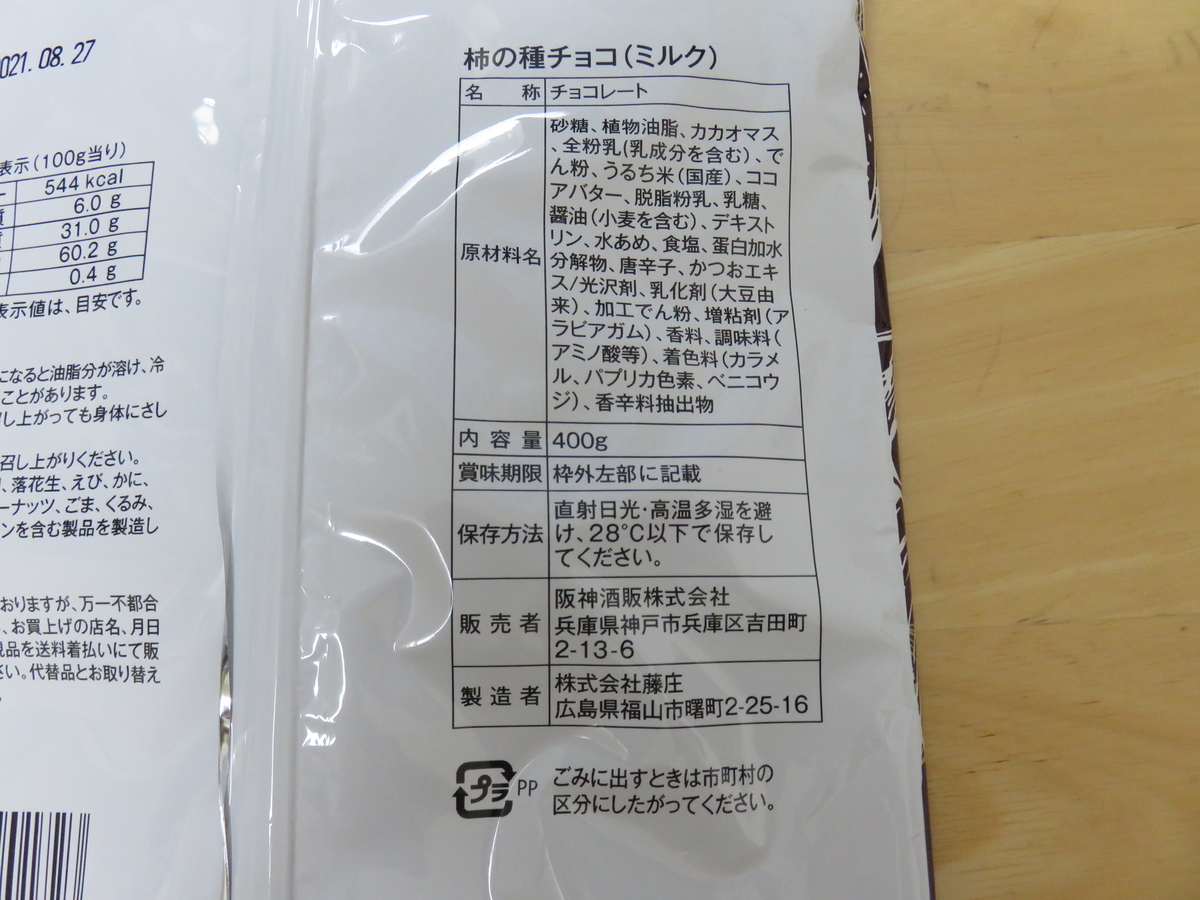 021.08.27
表示(100g当り)
544 kcal
6.0 g
31.0 g
60.2 g
0.4 g
表示値は、目安です。
になると油脂分が溶け、冷
ことがあります。
し上がっても身体にさし
召し上がりください。
、落花生、えび、かに、
ーナッツ、ごま、くるみ、
ンを含む製品を製造し
おりますが、万一不都合
、お買上げの店名、月日
現品を送料着払いにて販
さい。代替品とお取り替え
柿の種チョコ(ミルク)
名 称 チョコレート
原材料名
砂糖、植物油脂、カカオマス
、全粉乳(乳成分を含む)、で
ん粉、うるち米(国産)、ココ
アバター、脱脂粉乳、乳糖、
醤油(小麦を含む)、デキスト
リン、水あめ、食塩、蛋白加水
分解物、唐辛子、かつおエキ
ス/光沢剤、乳化剤(大豆由
来)、加工でん粉、増粘剤(ア
ラビアガム)、香料、調味料(
アミノ酸等)、着色料(カラメ
ル、パプリカ色素、ベニコウ
ジ)、香辛料抽出物
内容量 400g
賞味期限 枠外左部に記載
保存方法
直射日光・高温多湿を避
け、28℃以下で保存し
てください。
販売者
阪神酒販株式会社
兵庫県神戸市兵庫区吉田町
2-13-6
製造者
株式会社藤庄
広島県福山市曙町2-25-16
プラ PP
ごみに出すときは市町村の
区分にしたがってください。